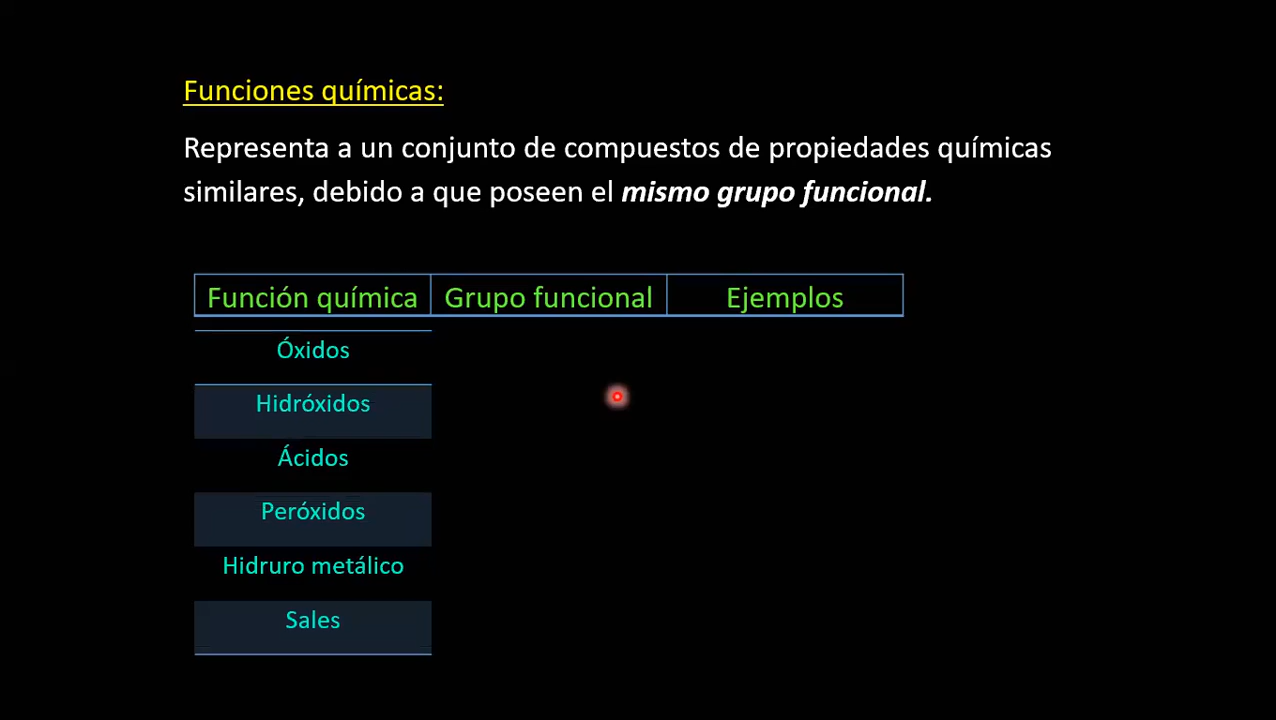 Funciones químicas:
Representa a un conjunto de compuestos de propiedades químicas
similares, debido a que poseen el mismo grupo funcional.
Función química Grupo funcional Ejemplos
Óxidos
Hidróxidos
Ácidos
Peróxidos
Hidruro metálico
Sales